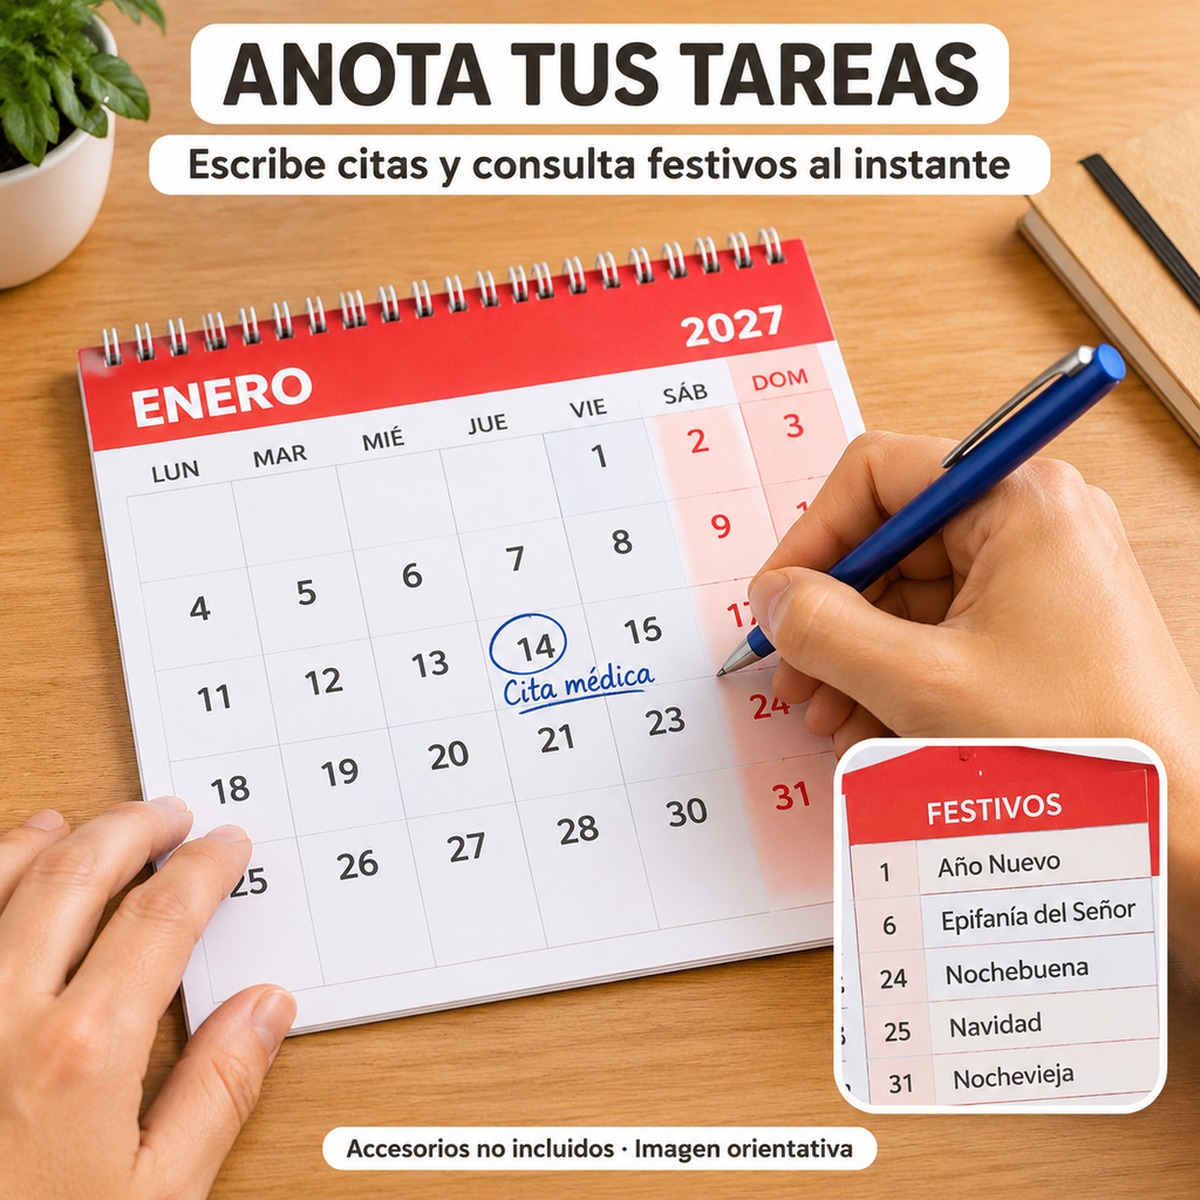 ANOTA TUS TAREAS
Escribe citas y consulta festivos al instante
2027
ENERO
LUN MAR MIÉ JUE VIE SÁB DOM
1 2 3
4 5 6 7 8 9
11 12 13 14 15 17
Cita médica
18 19 20 21 23 24
25 26 27 28 30 31
FESTIVOS
1 Año Nuevo
6 Epifanía del Señor
24 Nochebuena
25 Navidad
31 Nochevieja
Accesorios no incluidos · Imagen orientativa